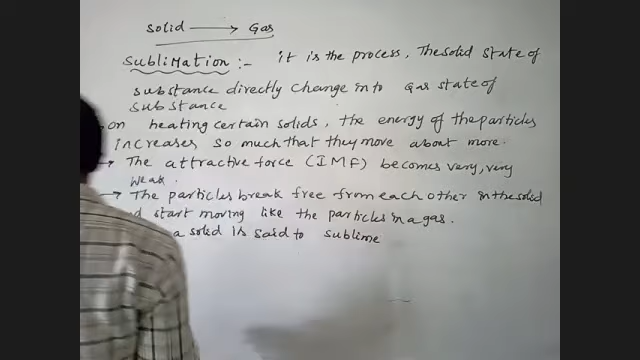 solid ⟶ Gas
Sublimation :- it is the process, The solid state of
substance directly change in to Gas state of
substance
on heating certain solids, the energy of the particles
increases so much that they move about more.
→ The attractive force (IMF) becomes very, very
weak.
→ The particles break free from each other in the solid
start moving like the particles in a gas.
a solid is said to sublime